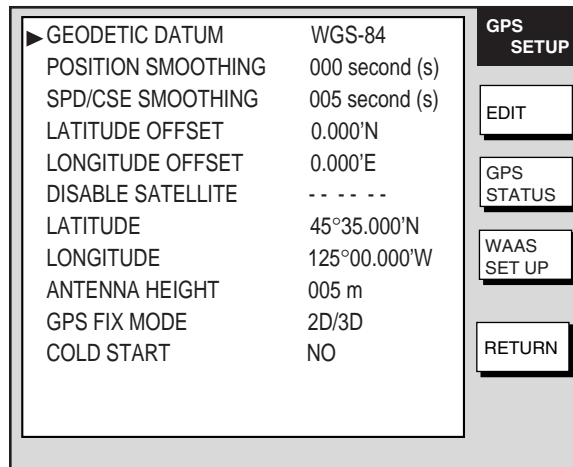 ▶GEODETIC DATUM WGS-84
POSITION SMOOTHING 000 second (s)
SPD/CSE SMOOTHING 005 second (s)
LATITUDE OFFSET 0.000'N
LONGITUDE OFFSET 0.000'E
DISABLE SATELLITE - - - - - -
LATITUDE 45°35.000'N
LONGITUDE 125°00.000'W
ANTENNA HEIGHT 005 m
GPS FIX MODE 2D/3D
COLD START NO
GPS
SETUP
EDIT
GPS
STATUS
WAAS
SET UP
RETURN